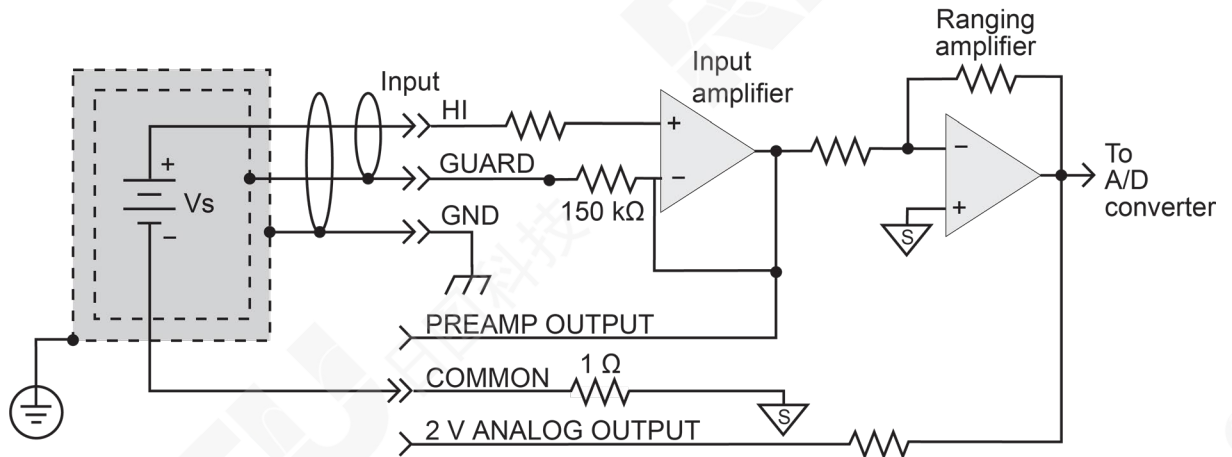 Ranging
amplifier
Input
amplifier
Input
HI
+
−
To
A/D
converter
GUARD
150 kΩ
−
+
S
+
Vs
−
GND
PREAMP OUTPUT
COMMON
1 Ω
S
2 V ANALOG OUTPUT